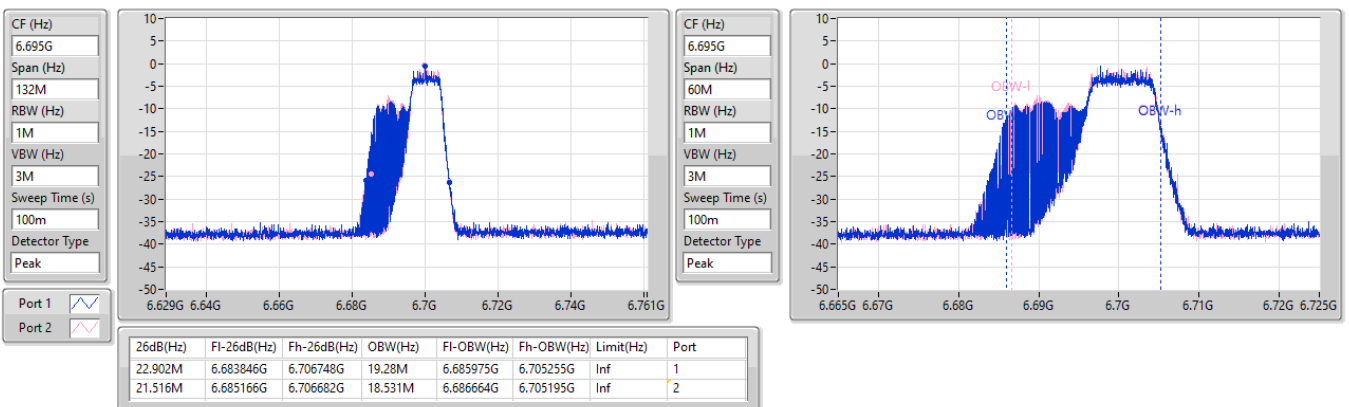 CF (Hz)
6.695G
Span (Hz)
132M
RBW (Hz)
1M
VBW (Hz)
3M
Sweep Time (s)
100m
Detector Type
Peak
Port 1
Port 2
10-
5-
0-
-5-
-10-
-15-
-20-
-25-
-30-
-35-
-40-
-45-
-50-
6.629G 6.64G 6.66G 6.68G 6.7G 6.72G 6.74G 6.761G
CF (Hz)
6.695G
Span (Hz)
60M
RBW (Hz)
1M
VBW (Hz)
3M
Sweep Time (s)
100m
Detector Type
Peak
10-
5-
0-
-5-
-10-
-15-
-20-
-25-
-30-
-35-
-40-
-45-
-50-
OBW-l
OBW-h
6.665G 6.67G 6.68G 6.69G 6.7G 6.71G 6.72G 6.725G
26dB(Hz) Fl-26dB(Hz) Fh-26dB(Hz) OBW(Hz) Fl-OBW(Hz) Fh-OBW(Hz) Limit(Hz) Port
22.902M 6.683846G 6.706748G 19.28M 6.685975G 6.705255G Inf 1
21.516M 6.685166G 6.706682G 18.531M 6.686664G 6.705195G Inf 2